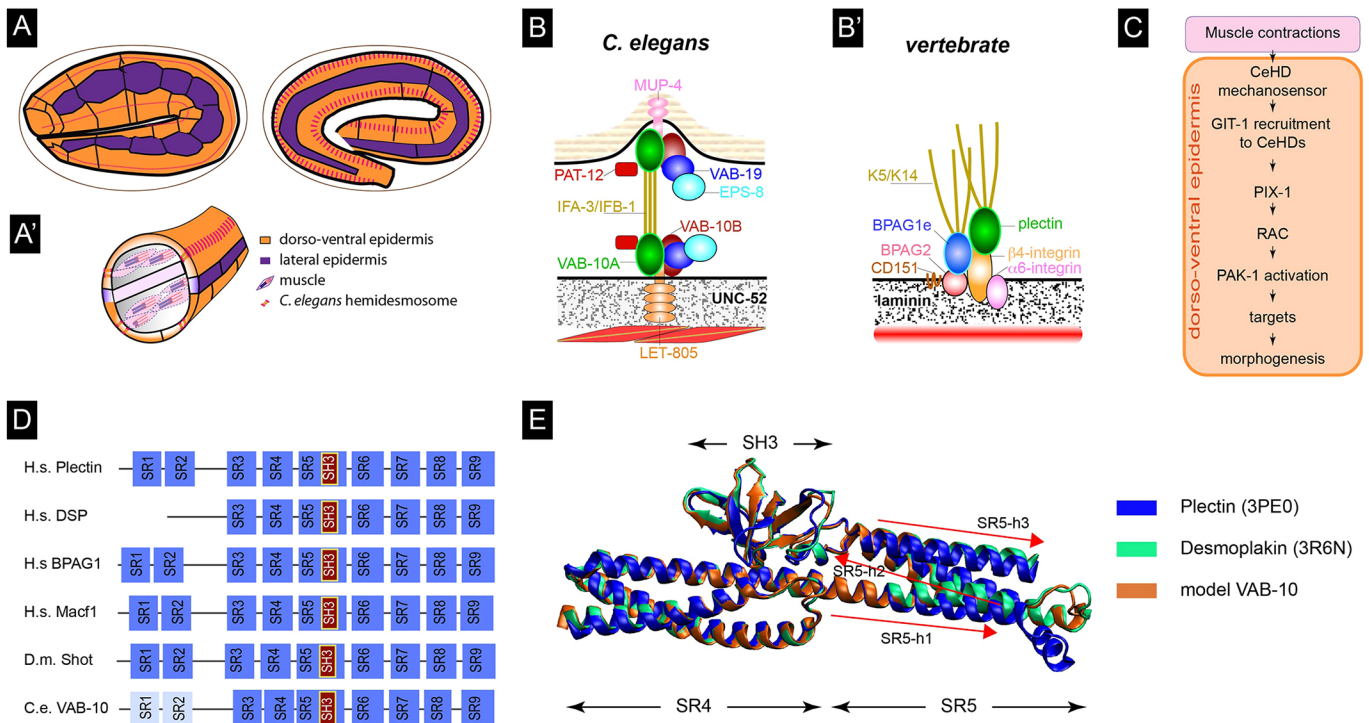 A
A'
dorso-ventral epidermis
lateral epidermis
muscle
C. elegans hemidesmosome
B
C. elegans
MUP-4
PAT-12
VAB-19
EPS-8
IFA-3/IFB-1
VAB-10B
VAB-10A
UNC-52
LET-805
B'
vertebrate
K5/K14
BPAG1e
plectin
BPAG2
β4-integrin
CD151
α6-integrin
laminin
C
Muscle contractions
dorso-ventral epidermis
CeHD
mechanosensor
GIT-1 recruitment
to CeHDs
PIX-1
RAC
PAK-1 activation
targets
morphogenesis
D
H.s. Plectin SR1 SR2 SR3 SR4 SR5 SH3 SR6 SR7 SR8 SR9
H.s. DSP SR3 SR4 SR5 SH3 SR6 SR7 SR8 SR9
H.s BPAG1 SR1 SR2 SR3 SR4 SR5 SH3 SR6 SR7 SR8 SR9
H.s. Macf1 SR1 SR2 SR3 SR4 SR5 SH3 SR6 SR7 SR8 SR9
D.m. Shot SR1 SR2 SR3 SR4 SR5 SH3 SR6 SR7 SR8 SR9
C.e. VAB-10 SR1 SR2 SR3 SR4 SR5 SH3 SR6 SR7 SR8 SR9
E
SH3
SR5-h3
SR5-h2
SR5-h1
SR4
SR5
Plectin (3PE0)
Desmoplakin (3R6N)
model VAB-10